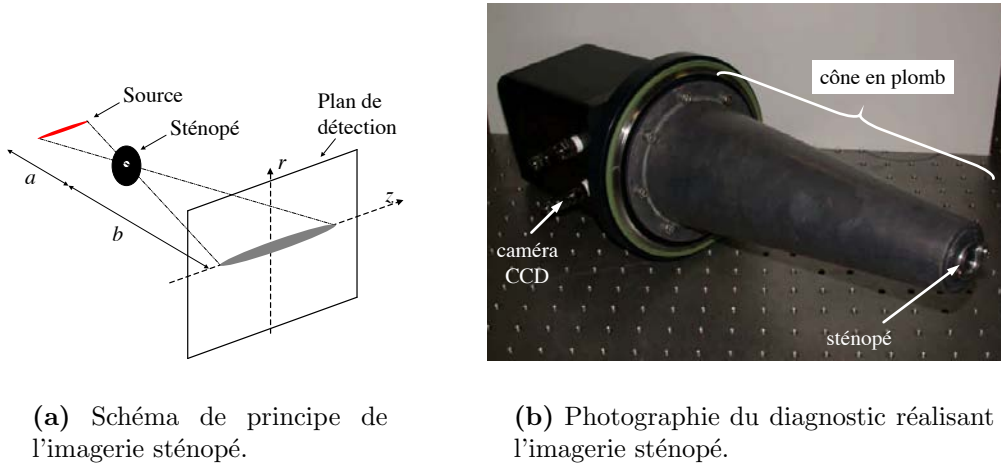 Source
Sténopé
Plan de
détection
r
z
a
b
cône en plomb
caméra
CCD
sténopé
(a) Schéma de principe de
l'imagerie sténopé.
(b) Photographie du diagnostic réalisant
l'imagerie sténopé.